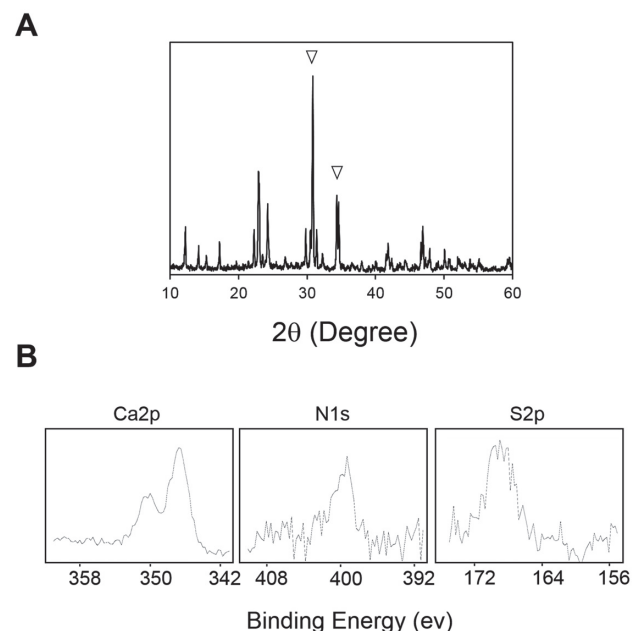 A
10 20 30 40 50 60
2θ (Degree)
B
Ca2p N1s S2p
358 350 342 408 400 392 172 164 156
Binding Energy (ev)